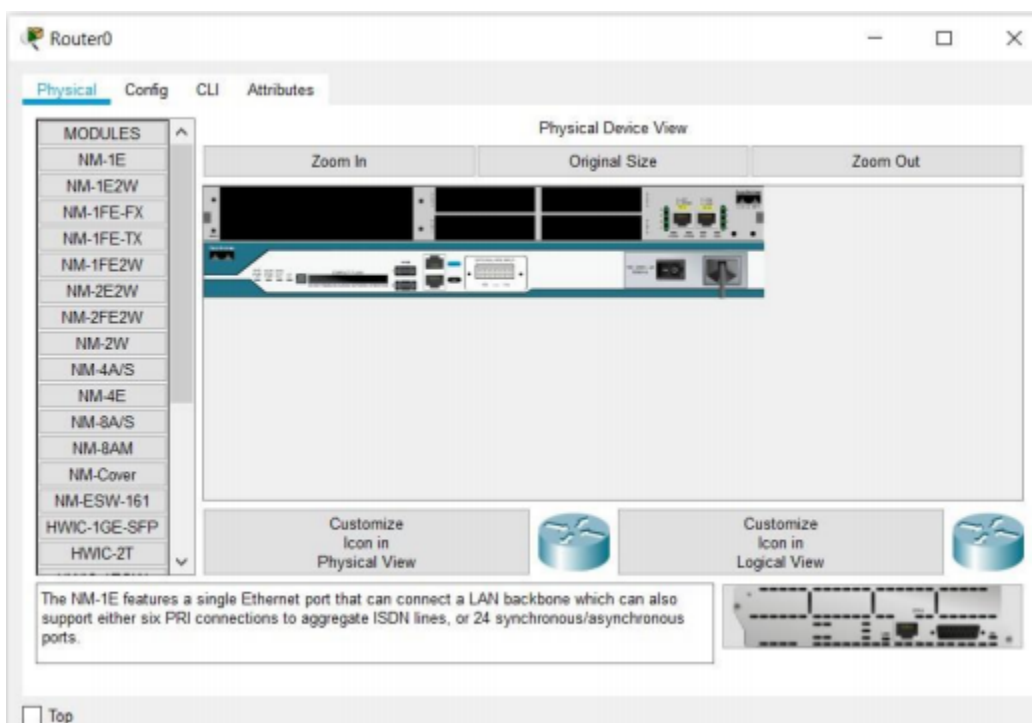 Router0
Physical Config CLI Attributes
MODULES
NM-1E
NM-1E2W
NM-1FE-FX
NM-1FE-TX
NM-1FE2W
NM-2E2W
NM-2FE2W
NM-2W
NM-4A/S
NM-4E
NM-8A/S
NM-8AM
NM-Cover
NM-ESW-161
HWIC-1GE-SFP
HWIC-2T
Physical Device View
Zoom In Original Size Zoom Out
Customize
Icon in
Physical View
Customize
Icon in
Logical View
The NM-1E features a single Ethernet port that can connect a LAN backbone which can also
support either six PRI connections to aggregate ISDN lines, or 24 synchronous/asynchronous
ports.
Top